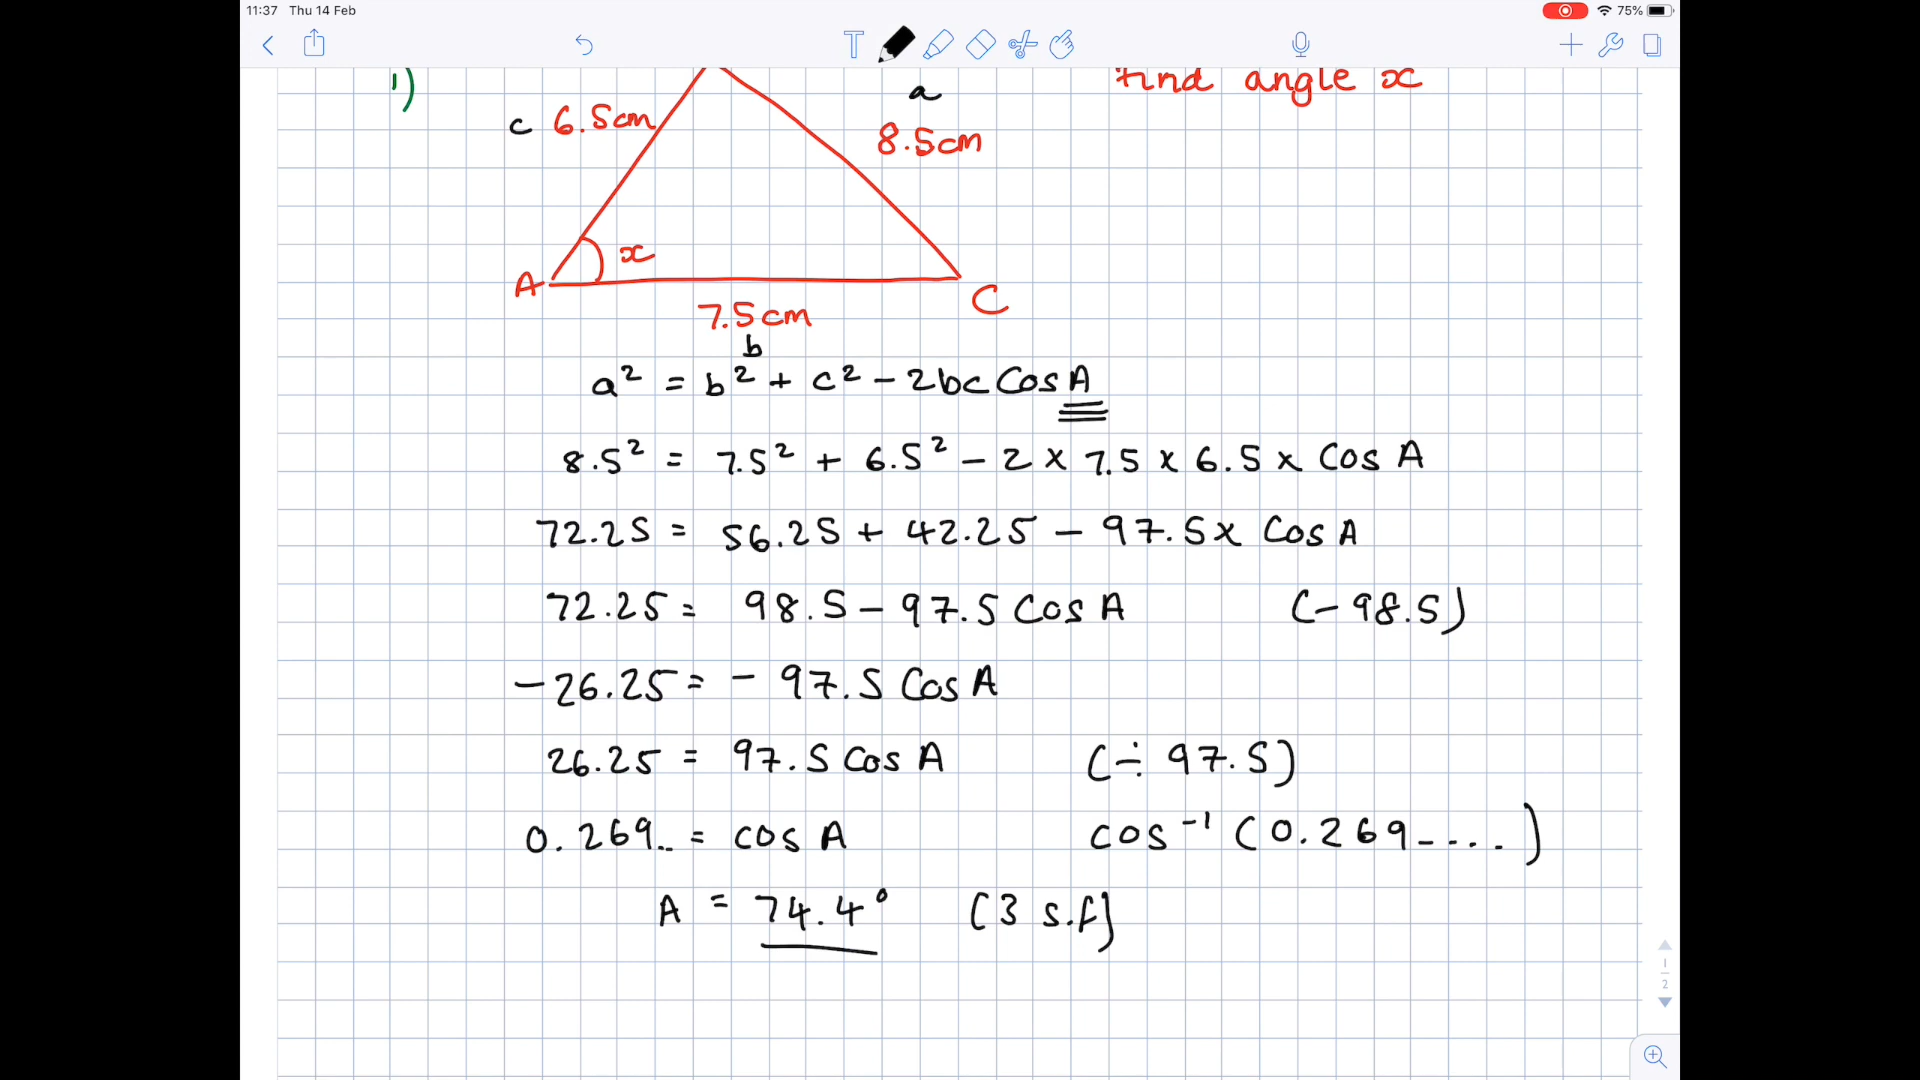 11:37 Thu 14 Feb
75%
T
1)
find angle x
a
c 6.5cm
8.5cm
x
A
C
7.5cm
b
a² = b² + c² - 2bc Cos A
8.5² = 7.5² + 6.5² - 2 x 7.5 x 6.5 x Cos A
72.25 = 56.25 + 42.25 - 97.5 x Cos A
72.25 = 98.5 - 97.5 Cos A (- 98.5)
-26.25 = - 97.5 Cos A
26.25 = 97.5 Cos A (÷ 97.5)
0.269.. = cos A cos⁻¹ (0.269.....)
A = 74.4° (3 s.f)
1
2